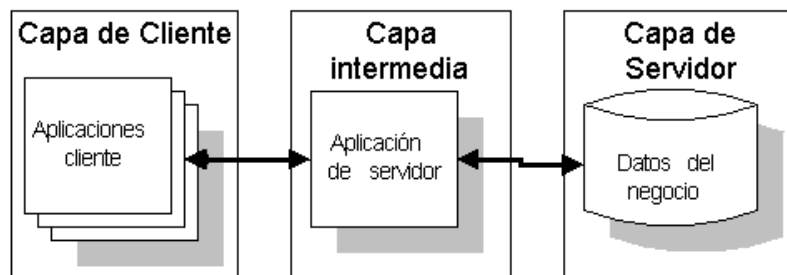 Capa de Cliente
Aplicaciones
cliente
Capa
intermedia
Aplicación
de servidor
Capa de
Servidor
Datos del
negocio